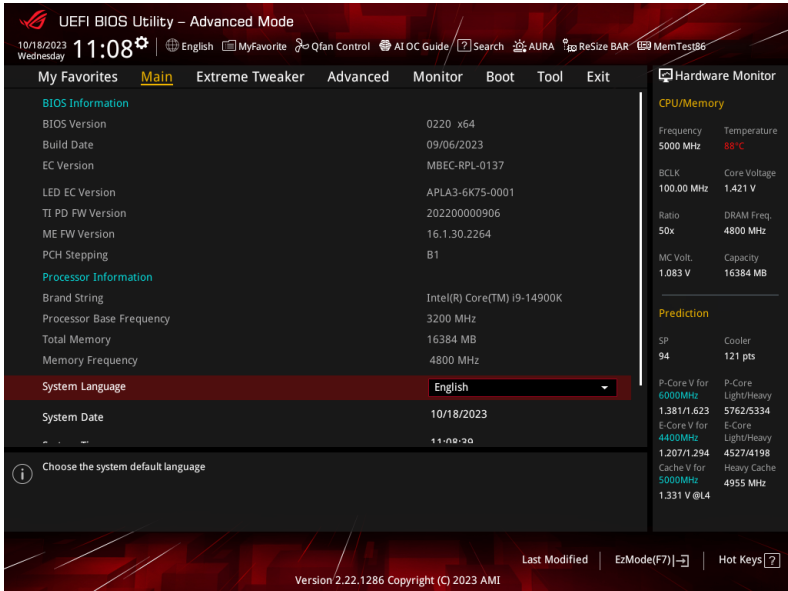 UEFI BIOS Utility – Advanced Mode
10/18/2023
Wednesday
11:08
English
MyFavorite
Qfan Control
AI OC Guide
Search
AURA
ReSize BAR
MemTest86
My Favorites
Main
Extreme Tweaker
Advanced
Monitor
Boot
Tool
Exit
BIOS Information
BIOS Version 0220 x64
Build Date 09/06/2023
EC Version MBEC-RPL-0137
LED EC Version APLA3-6K75-0001
TI PD FW Version 202200000906
ME FW Version 16.1.30.2264
PCH Stepping B1
Processor Information
Brand String Intel(R) Core(TM) i9-14900K
Processor Base Frequency 3200 MHz
Total Memory 16384 MB
Memory Frequency 4800 MHz
System Language English
System Date 10/18/2023
11:08:39
Choose the system default language
Hardware Monitor
CPU/Memory
Frequency Temperature
5000 MHz 88°C
BCLK Core Voltage
100.00 MHz 1.421 V
Ratio DRAM Freq.
50x 4800 MHz
MC Volt. Capacity
1.083 V 16384 MB
Prediction
SP Cooler
94 121 pts
P-Core V for P-Core
6000MHz Light/Heavy
1.381/1.623 5762/5334
E-Core V for E-Core
4400MHz Light/Heavy
1.207/1.294 4527/4198
Cache V for Heavy Cache
5000MHz 4955 MHz
1.331 V @L4
Last Modified
EzMode(F7)
Hot Keys ?
Version 2.22.1286 Copyright (C) 2023 AMI